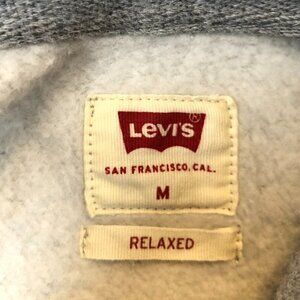 Levi's ®
SAN FRANCISCO, CAL.
M
RELAXED